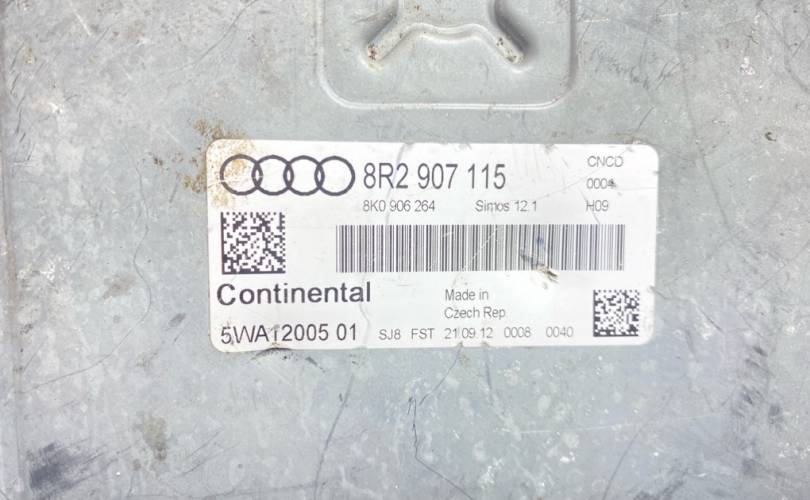 8R2 907 115 CNCD
0004
8K0 906 264 Simos 12.1 H09
Continental
Made in
Czech Rep.
5WA12005 01 SJ8 FST 21.09.12 0008 0040